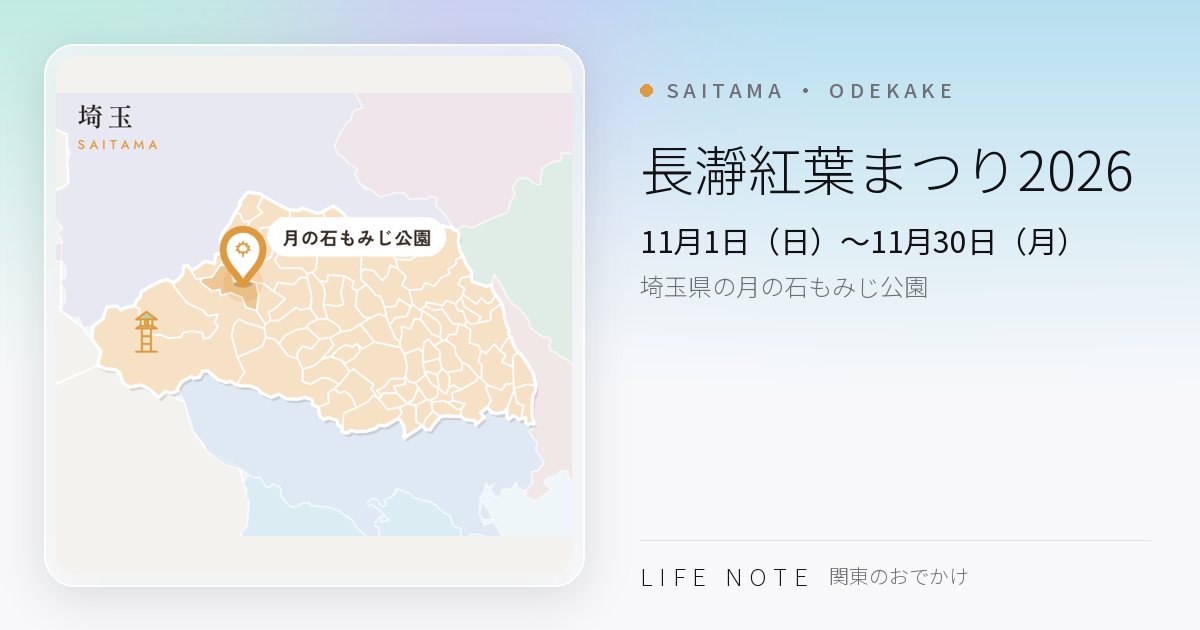 埼玉
SAITAMA
月の石もみじ公園
SAITAMA • ODEKAKE
長瀞紅葉まつり2026
11月1日（日）〜11月30日（月）
埼玉県の月の石もみじ公園
LIFE NOTE 関東のおでかけ